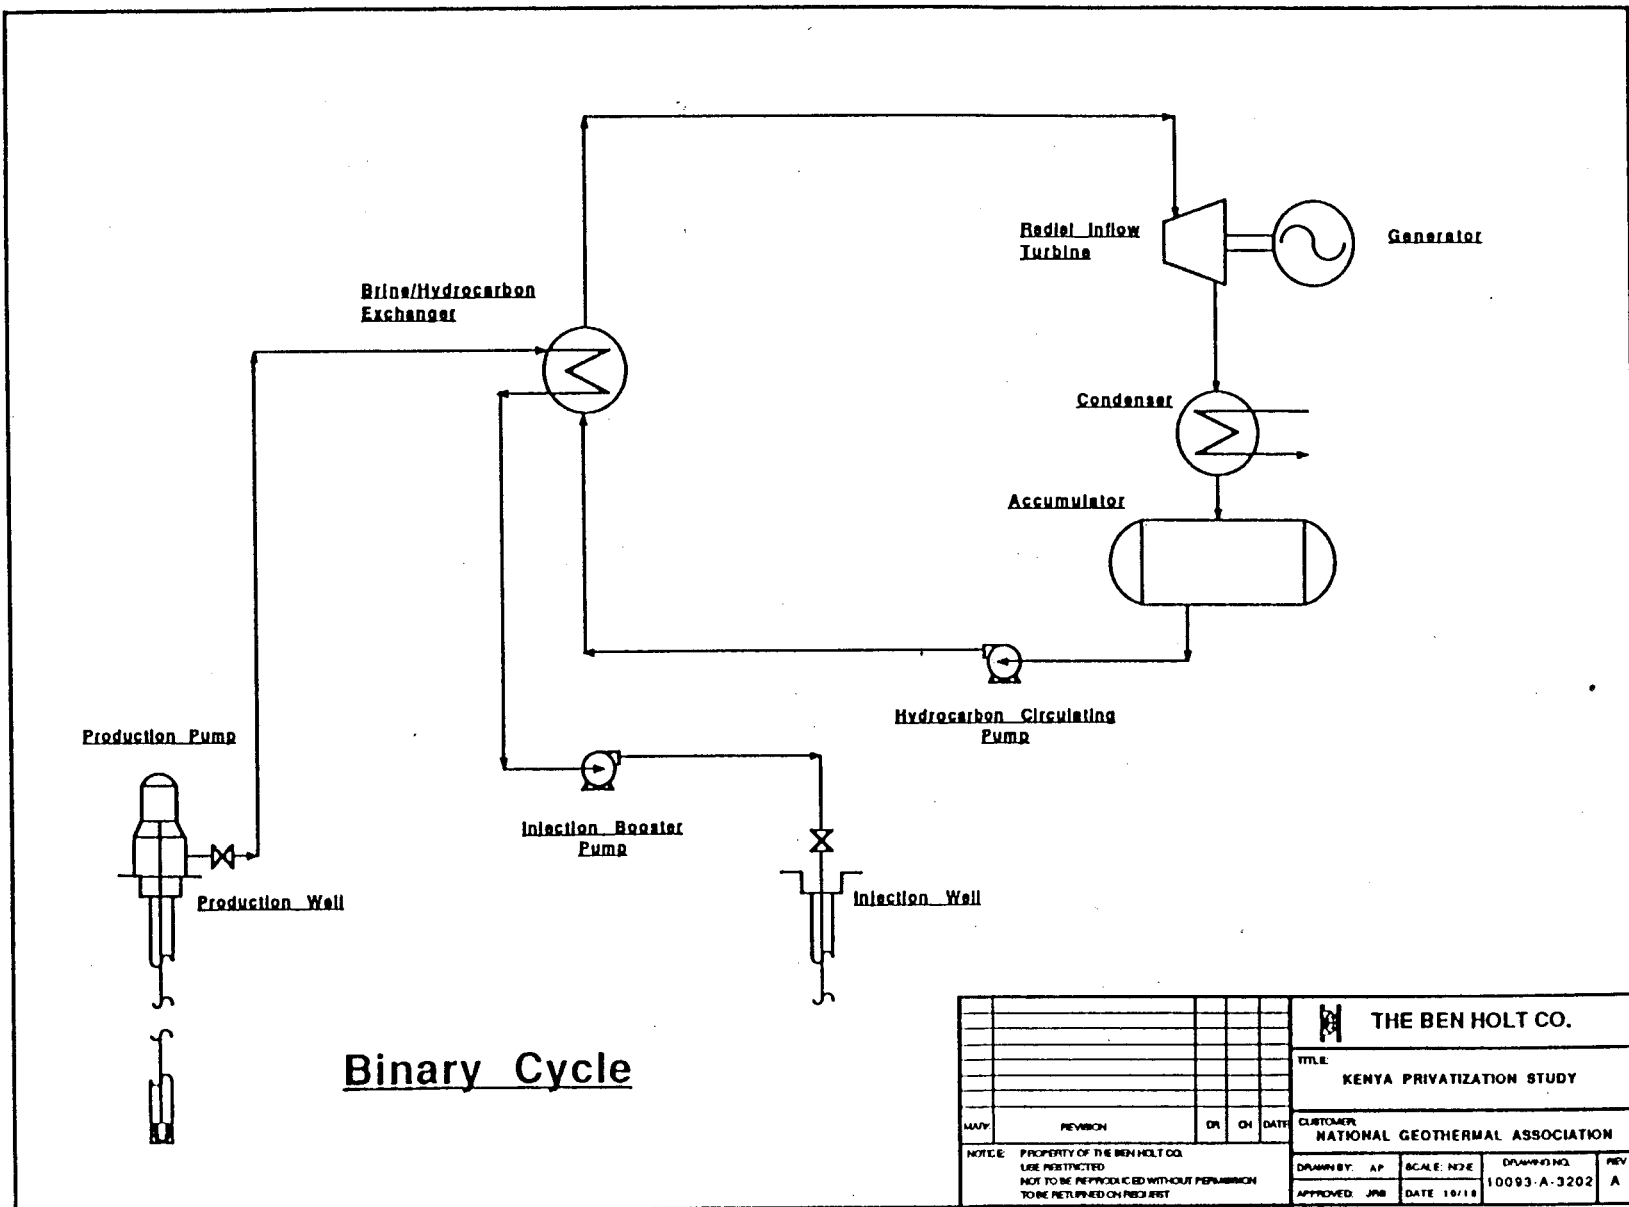 Radial Inflow
Turbine
Generator
Brine/Hydrocarbon
Exchanger
Condenser
Accumulator
Hydrocarbon Circulating
Pump
Production Pump
Injection Booster
Pump
Production Well
Injection Well
Binary Cycle
THE BEN HOLT CO.
TITLE:
KENYA PRIVATIZATION STUDY
MARK REVISION DR CH DATE
CUSTOMER:
NATIONAL GEOTHERMAL ASSOCIATION
NOTICE: PROPERTY OF THE BEN HOLT CO.
USE RESTRICTED
NOT TO BE REPRODUCED WITHOUT PERMISSION
TO BE RETURNED ON REQUEST
DRAWN BY: AP
SCALE: NONE
DRAWING NO.
10093-A-3202
REV
A
APPROVED: JRB
DATE